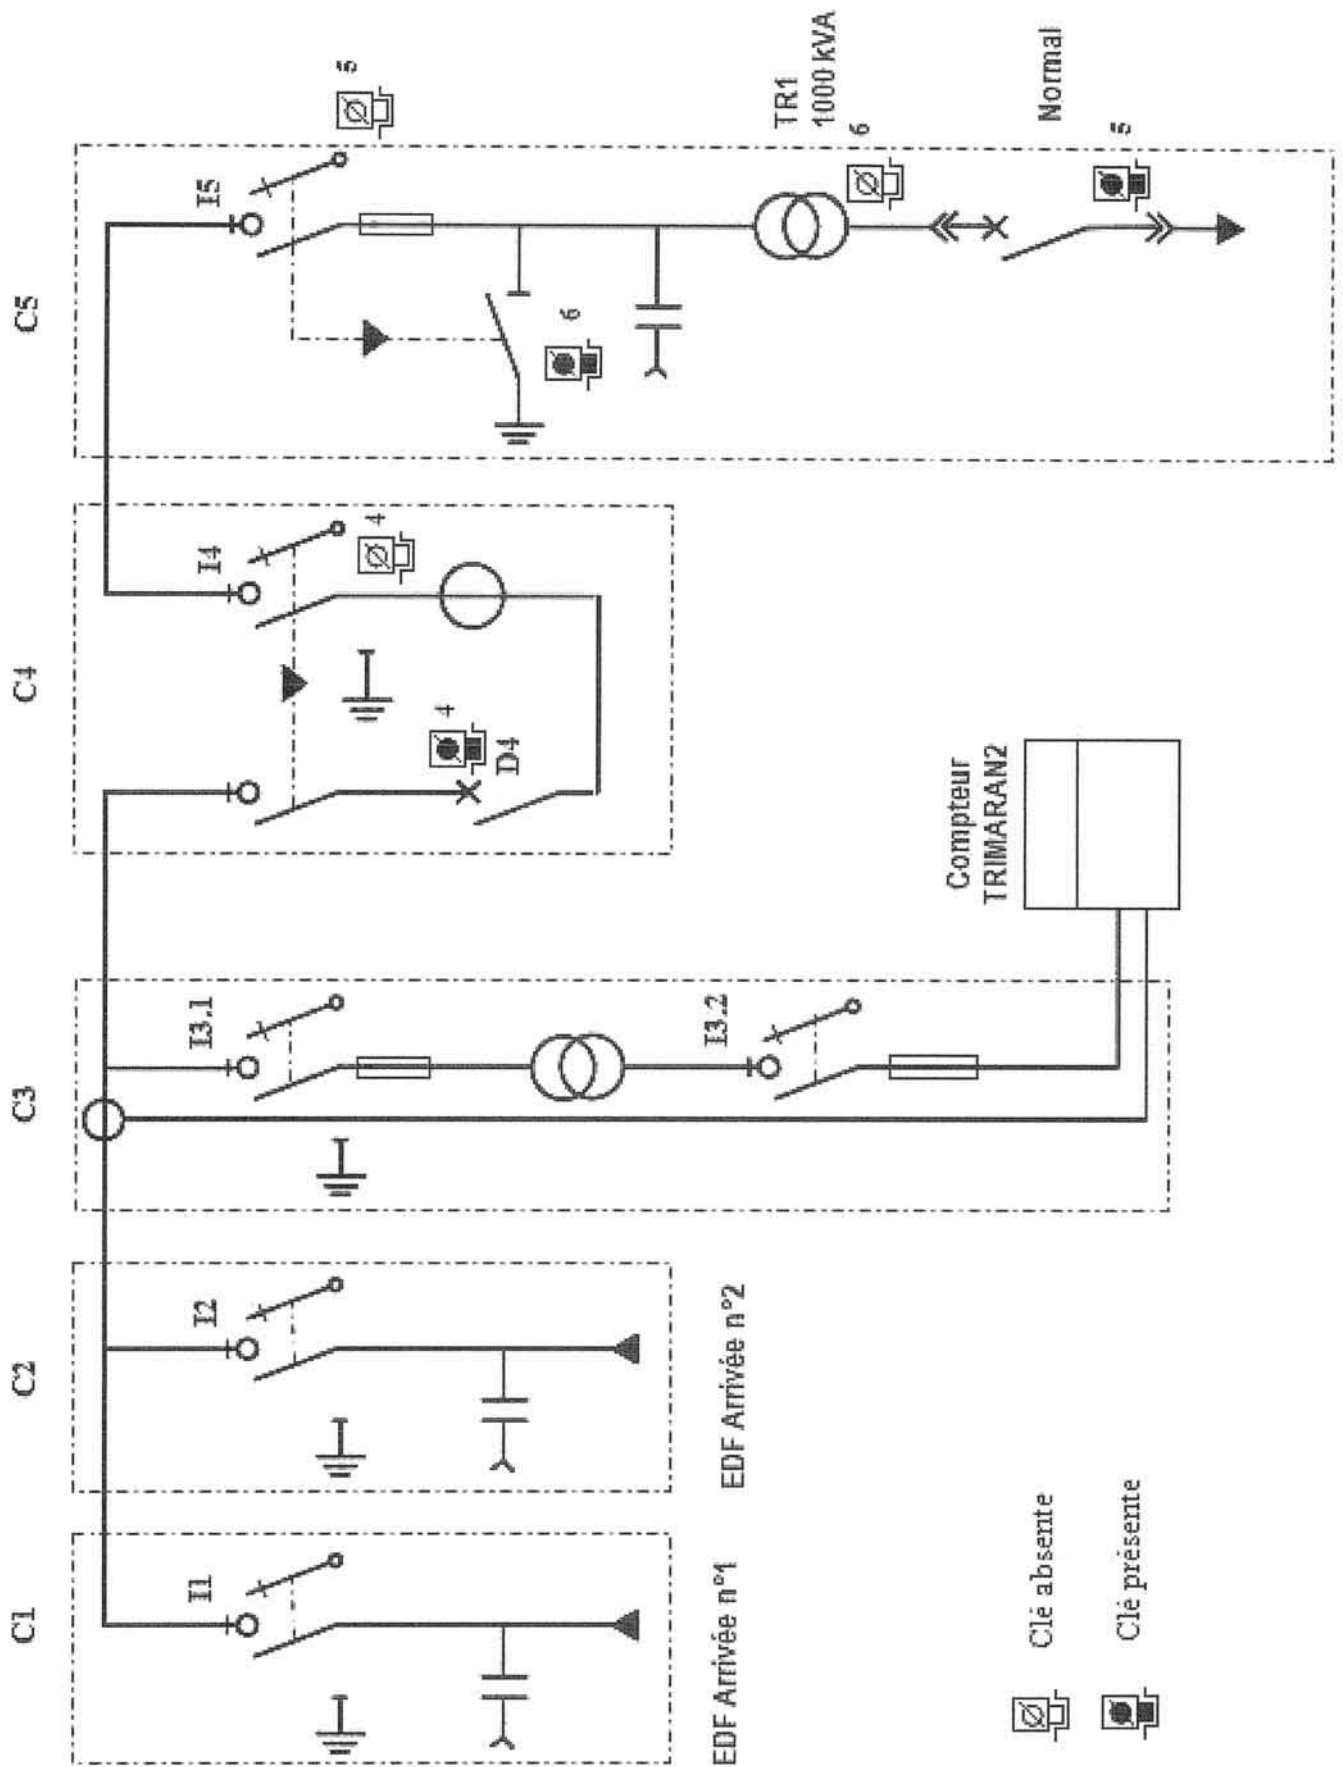 C1
C2
C3
C4
C5
I1
I2
I3.1
I4
I5
5
4
4
D4
6
I3.2
TR1
1000 kVA
6
Normal
5
EDF Arrivée n°1
EDF Arrivée n°2
Compteur
TRIMARAN2
Clé absente
Clé présente